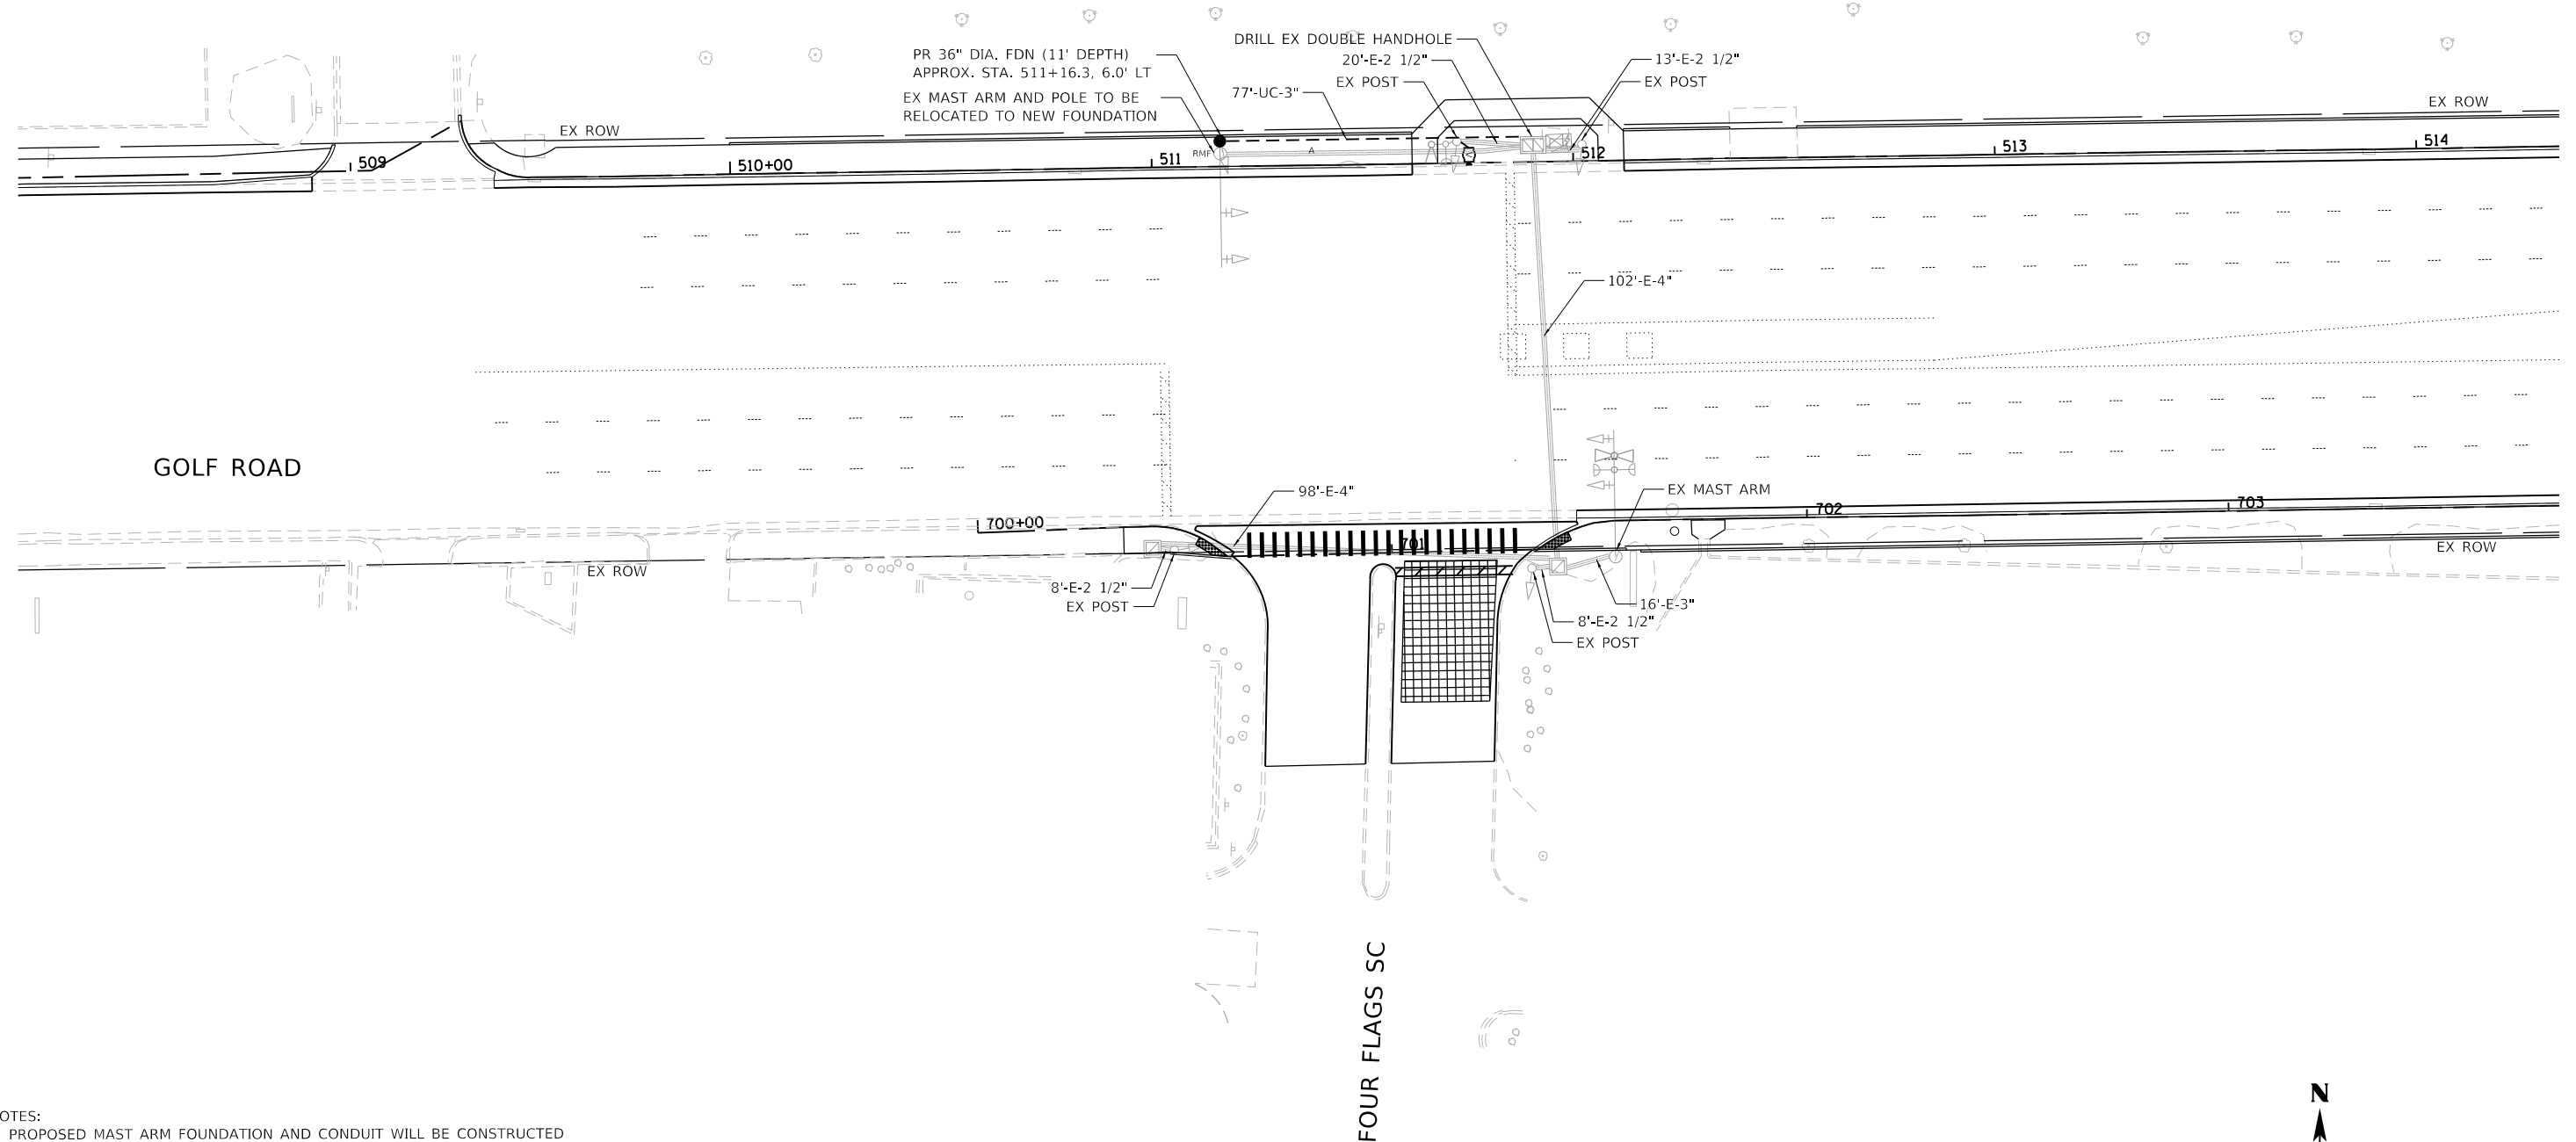 DRILL EX DOUBLE HANDHOLE
PR 36" DIA. FDN (11' DEPTH)
APPROX. STA. 511+16.3, 6.0' LT
20'-E-2 1/2"
13'-E-2 1/2"
EX POST
EX POST
77'-UC-3"
EX MAST ARM AND POLE TO BE
RELOCATED TO NEW FOUNDATION
EX ROW
EX ROW
RMF
A
509
510+00
511
512
513
514
102'-E-4"
GOLF ROAD
98'-E-4"
EX MAST ARM
700+00
701
702
703
EX ROW
EX ROW
8'-E-2 1/2"
EX POST
16'-E-3"
8'-E-2 1/2"
EX POST
FOUR FLAGS SC
N
OTES:
PROPOSED MAST ARM FOUNDATION AND CONDUIT WILL BE CONSTRUCTED